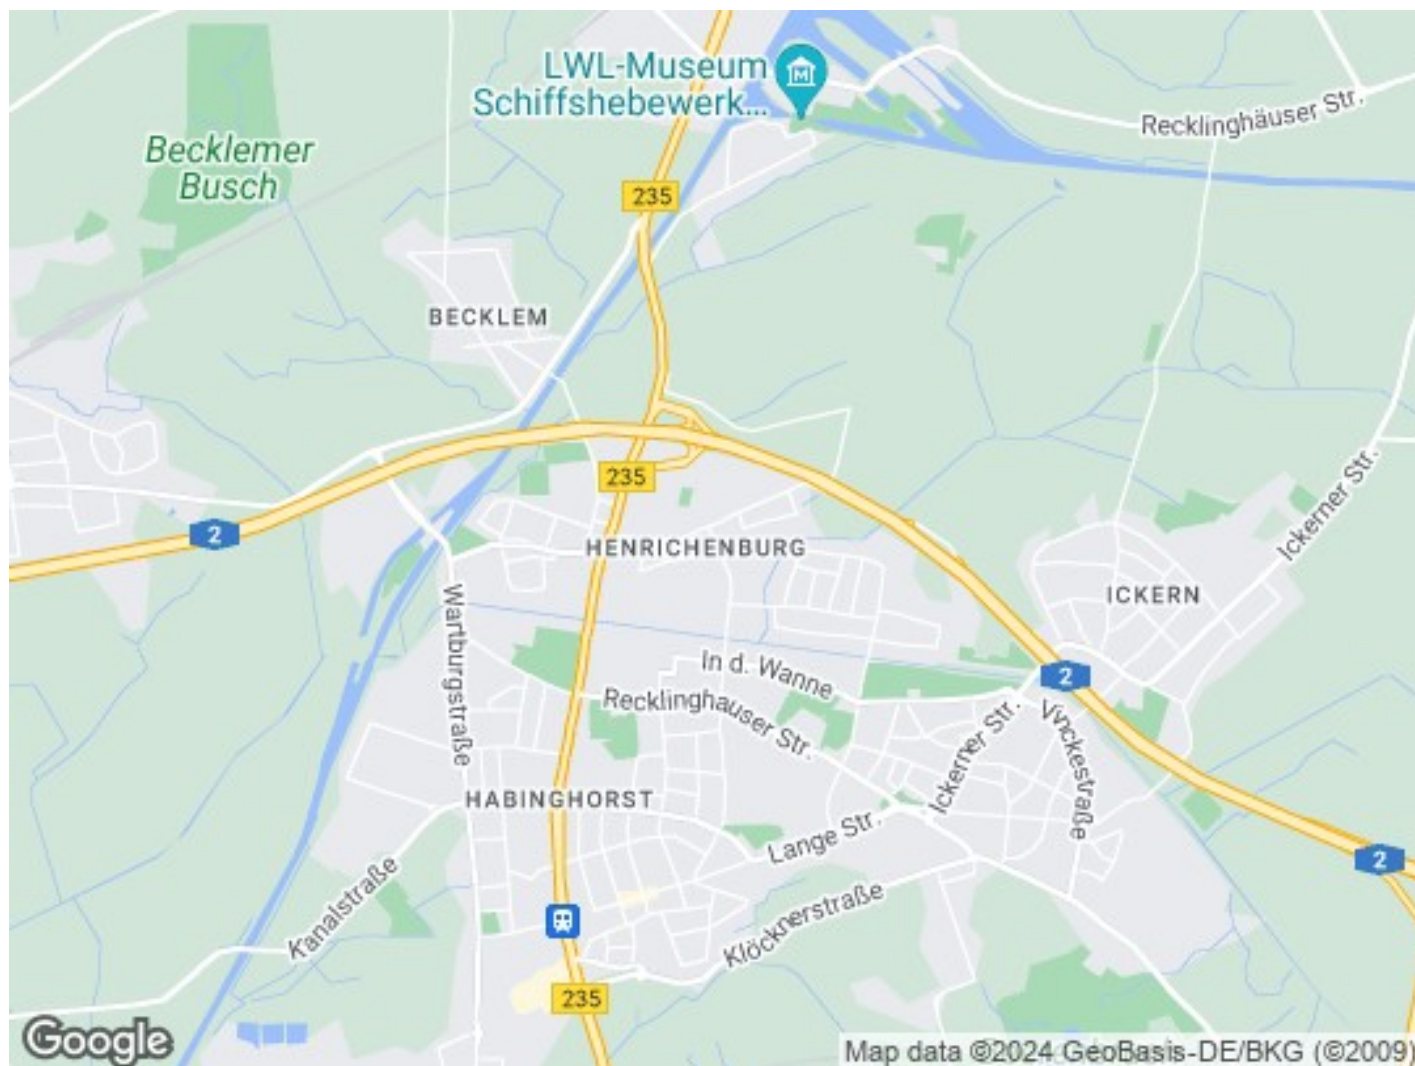 LWL-Museum
Schiffshebewerk...
Recklinghäuser Str.
Becklemer
Busch
235
BECKLEM
235
Ickerner Str.
2
HENRICHENBURG
ICKERN
Wartburgstraße
In d. Wanne
2
Recklinghauser Str.
Ickerner Str.
Vinckestraße
HABINGHORST
Lange Str.
2
Kanalstraße
Klöcknerstraße
235
Google
Map data ©2024 GeoBasis-DE/BKG (©2009)